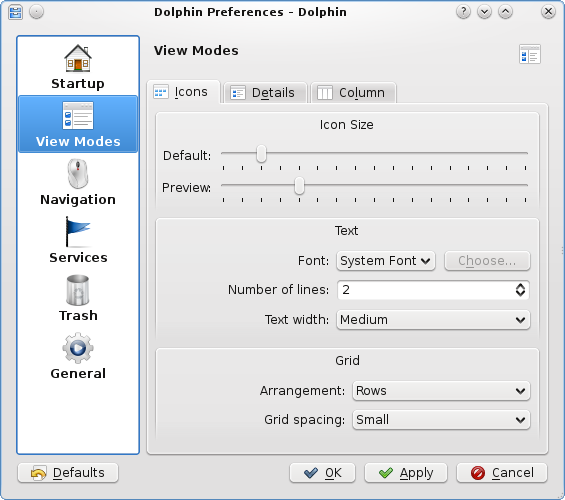 Dolphin Preferences – Dolphin
Startup
View Modes
Navigation
Services
Trash
General
View Modes
Icons Details Column
Icon Size
Default:
Preview:
Text
Font: System Font Choose...
Number of lines: 2
Text width: Medium
Grid
Arrangement: Rows
Grid spacing: Small
Defaults OK Apply Cancel